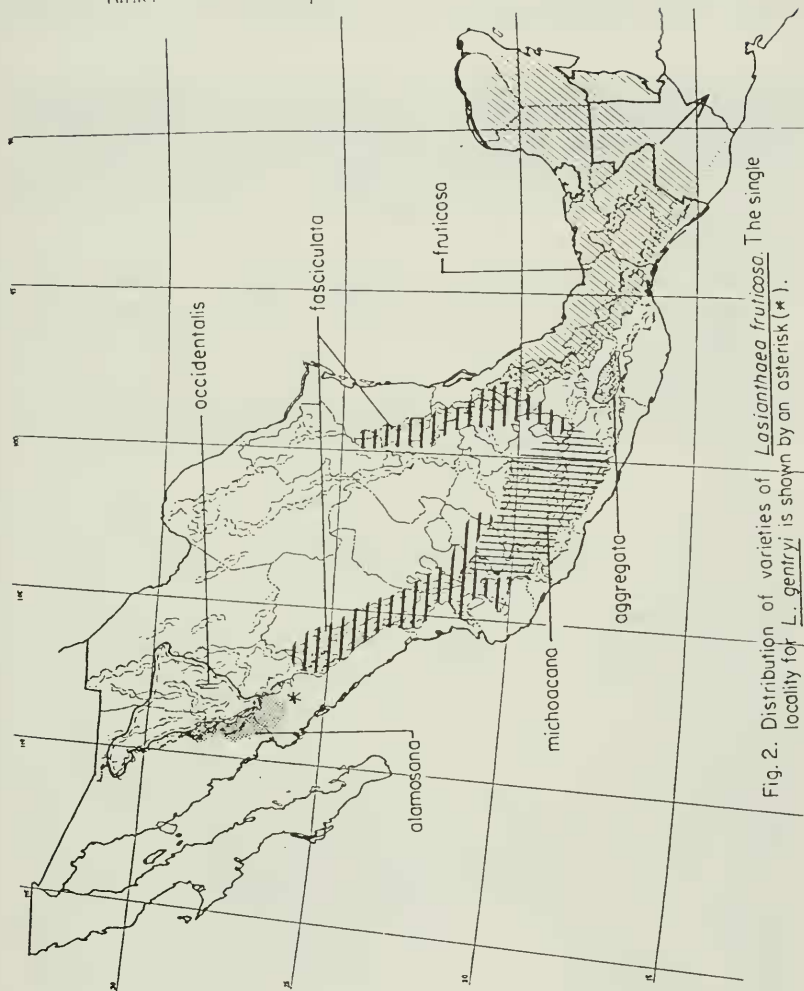 occidentalis
fasciculata
fruticosa
alamosana
michoacana
aggregata
Fig. 2. Distribution of varieties of Lasianthaea fruticosa. The single
locality for L. gentryi is shown by an asterisk (*).